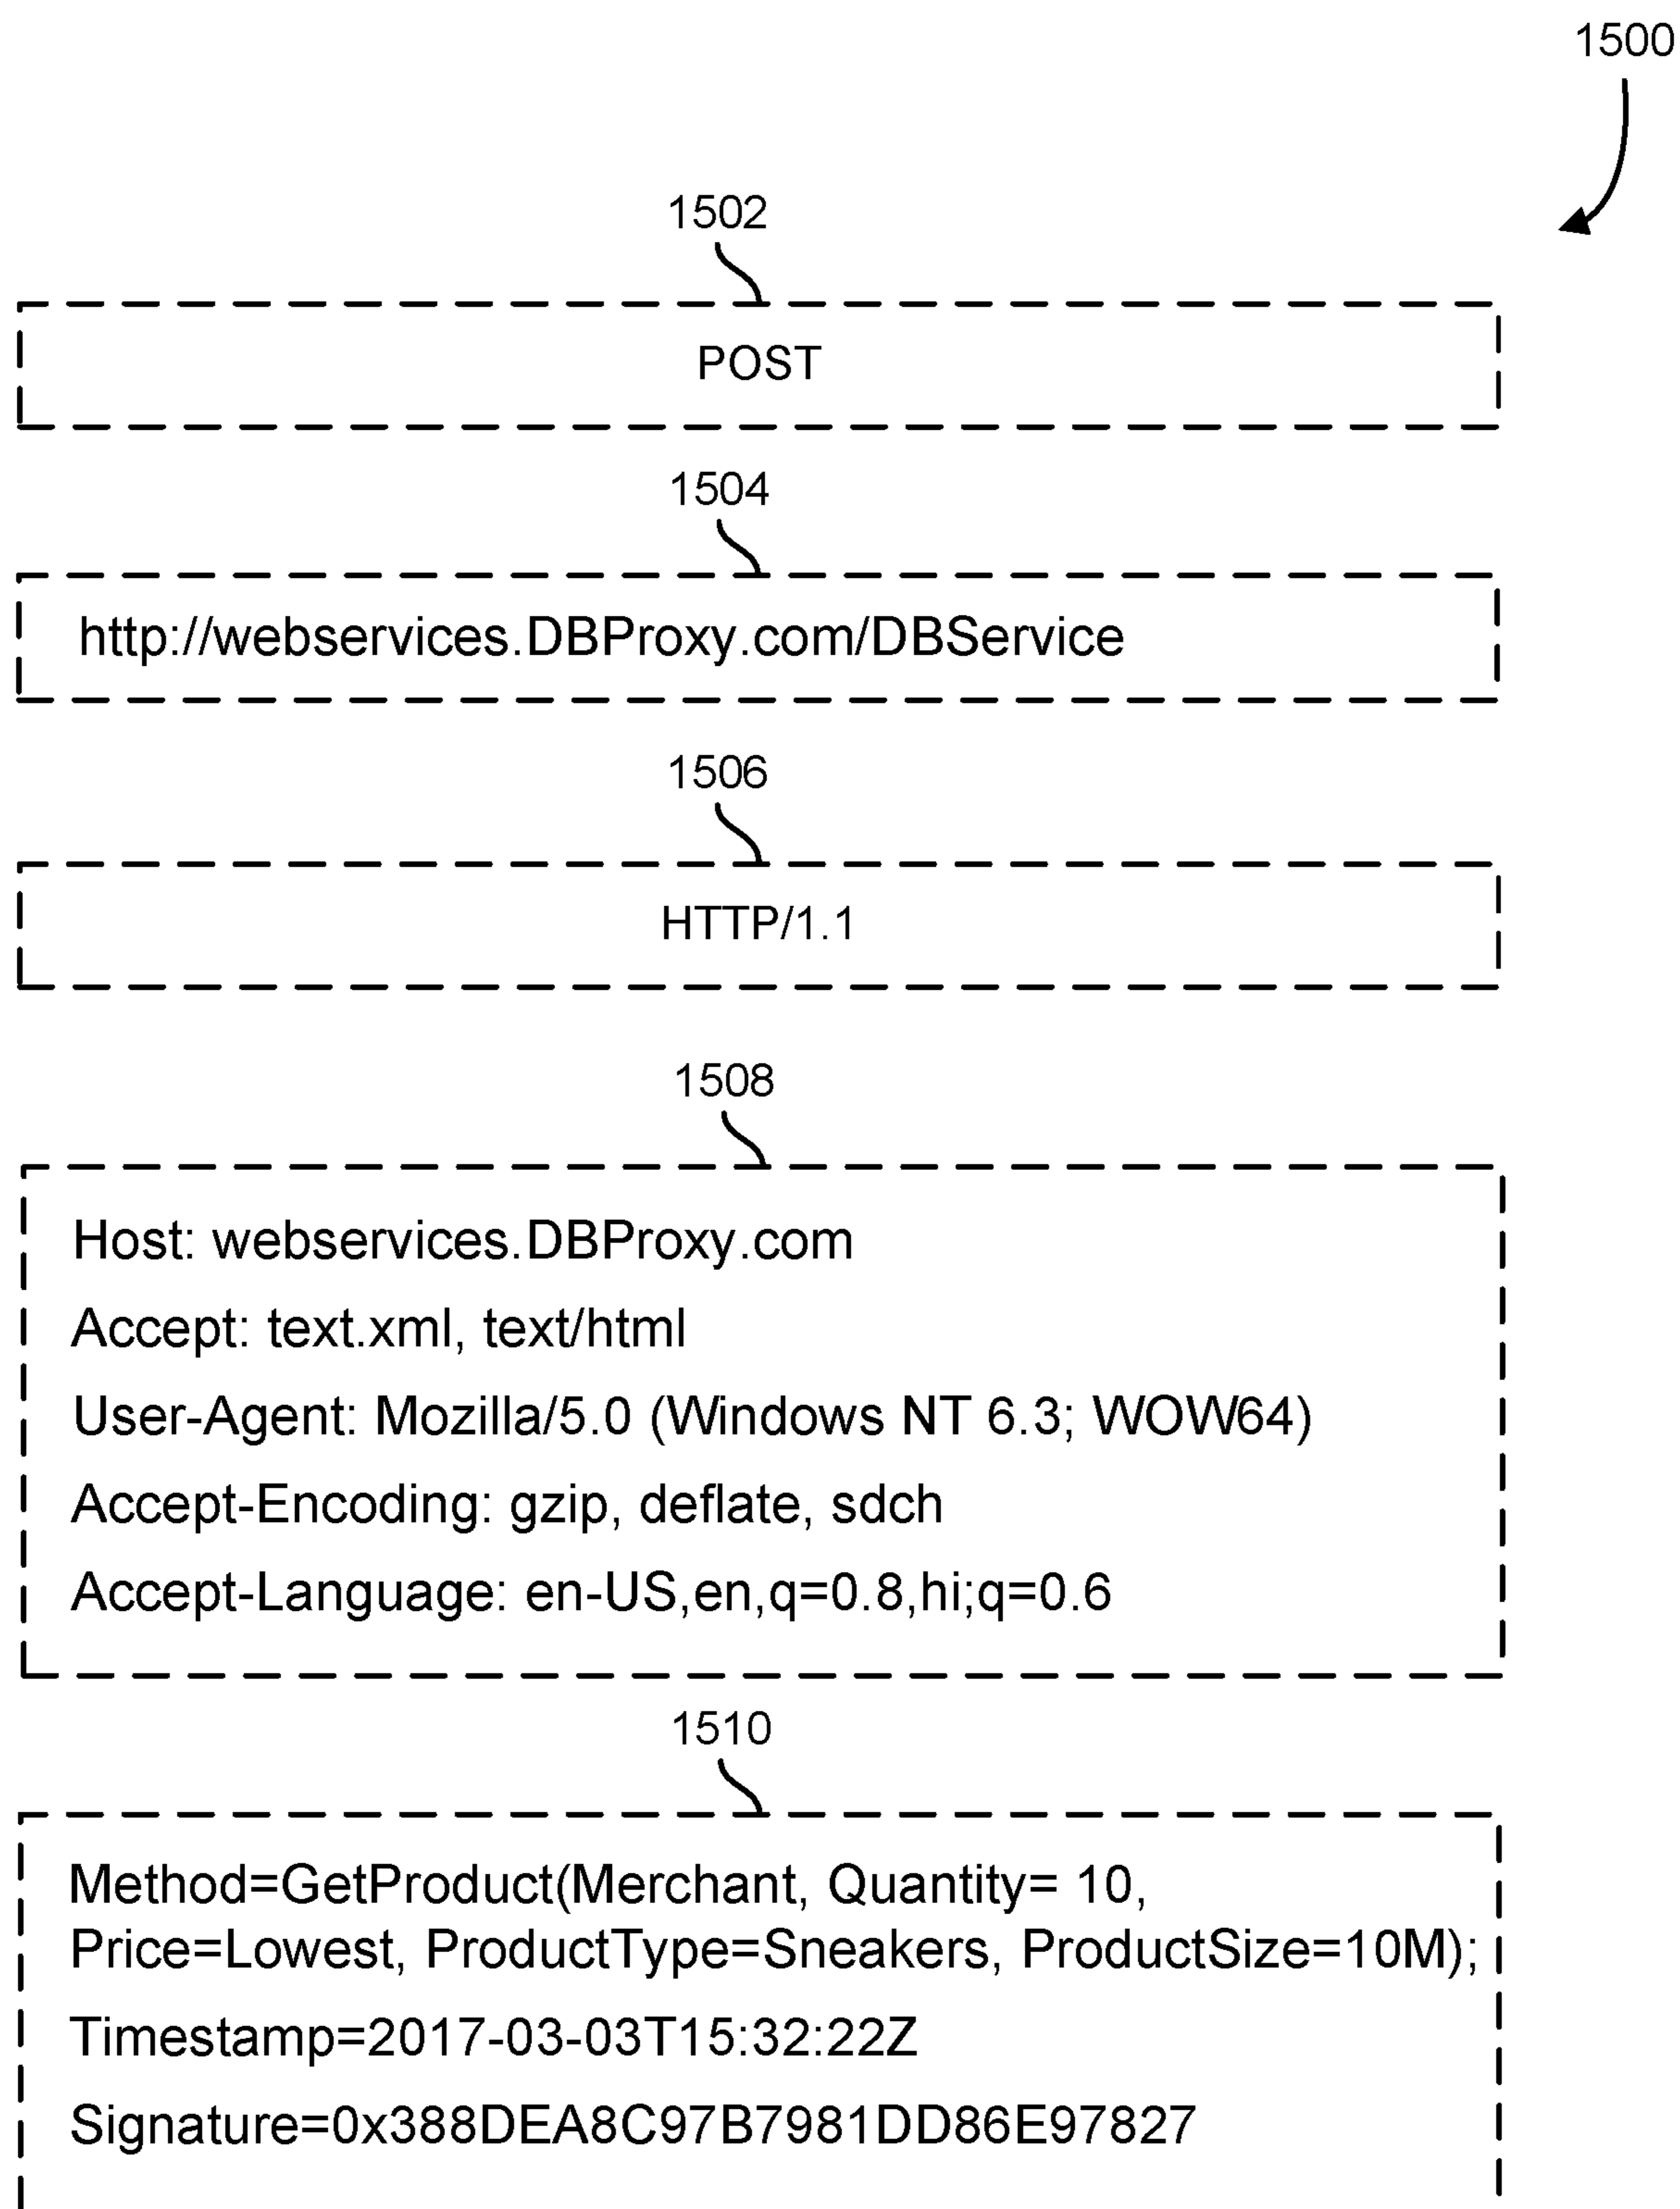 1500
1502
POST
1504
http://webservices.DBProxy.com/DBService
1506
HTTP/1.1
1508
Host: webservices.DBProxy.com
Accept: text.xml, text/html
User-Agent: Mozilla/5.0 (Windows NT 6.3; WOW64)
Accept-Encoding: gzip, deflate, sdch
Accept-Language: en-US,en,q=0.8,hi;q=0.6
1510
Method=GetProduct(Merchant, Quantity= 10,
Price=Lowest, ProductType=Sneakers, ProductSize=10M);
Timestamp=2017-03-03T15:32:22Z
Signature=0x388DEA8C97B7981DD86E97827